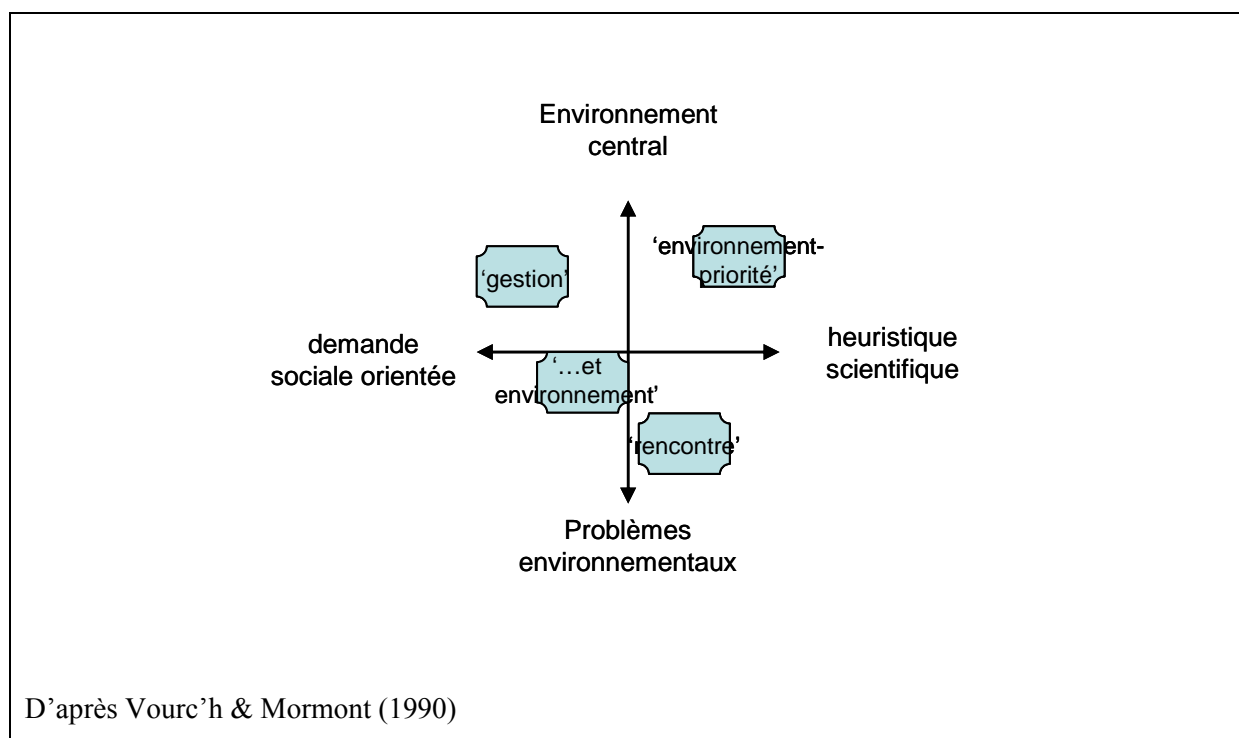 Environnement
central
‘environnement-
priorité’
‘gestion’
demande
sociale orientée
heuristique
scientifique
‘…et
environnement’
‘rencontre’
Problèmes
environnementaux
D’après Vourc’h & Mormont (1990)